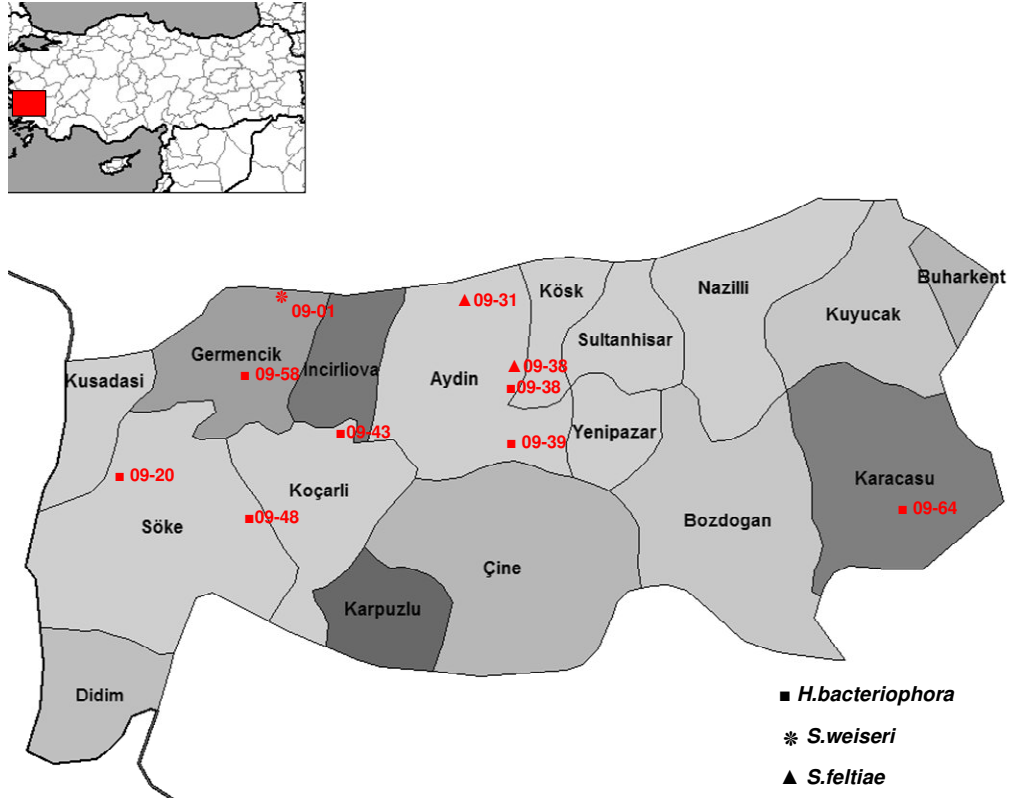 Buharkent
Nazilli
Kösk
09-31
09-01
Kuyucak
Sultanhisar
Germencik
Incirliova
09-38
Kusadasi
09-58
Aydin
09-38
09-43
Yenipazar
09-39
09-20
Karacasu
Koçarli
09-64
09-48
Söke
Bozdogan
Çine
Karpuzlu
Didim
H.bacteriophora
S.weiseri
S.feltiae